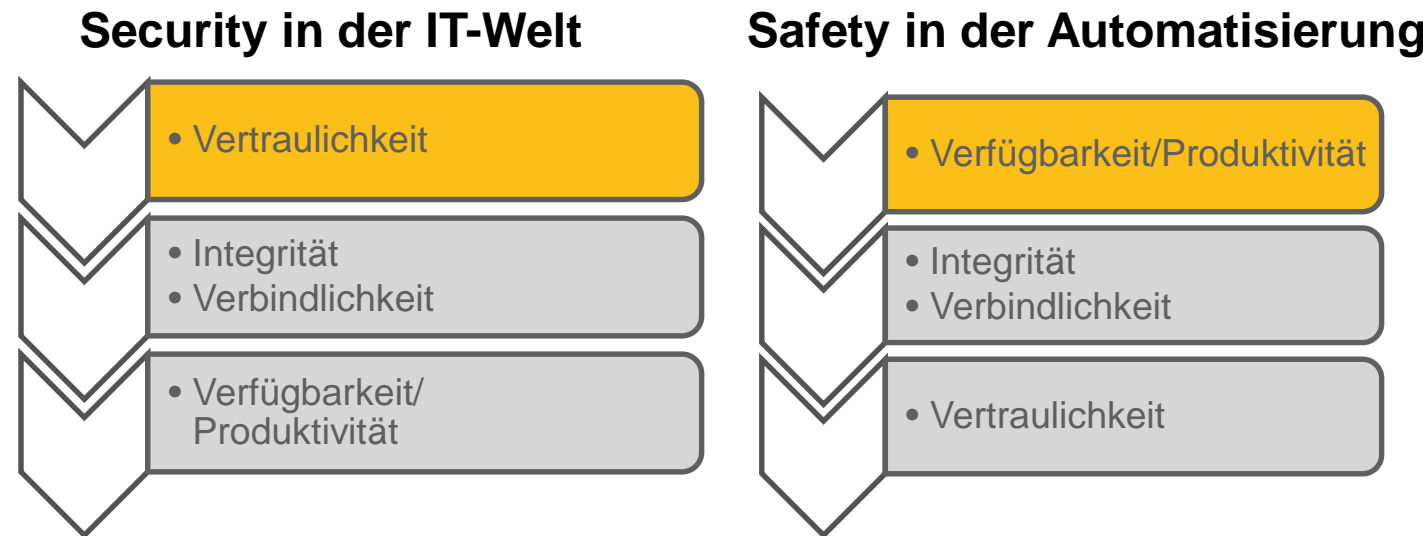 Security in der IT-Welt
• Vertraulichkeit
• Integrität
• Verbindlichkeit
• Verfügbarkeit/
Produktivität
Safety in der Automatisierung
• Verfügbarkeit/Produktivität
• Integrität
• Verbindlichkeit
• Vertraulichkeit